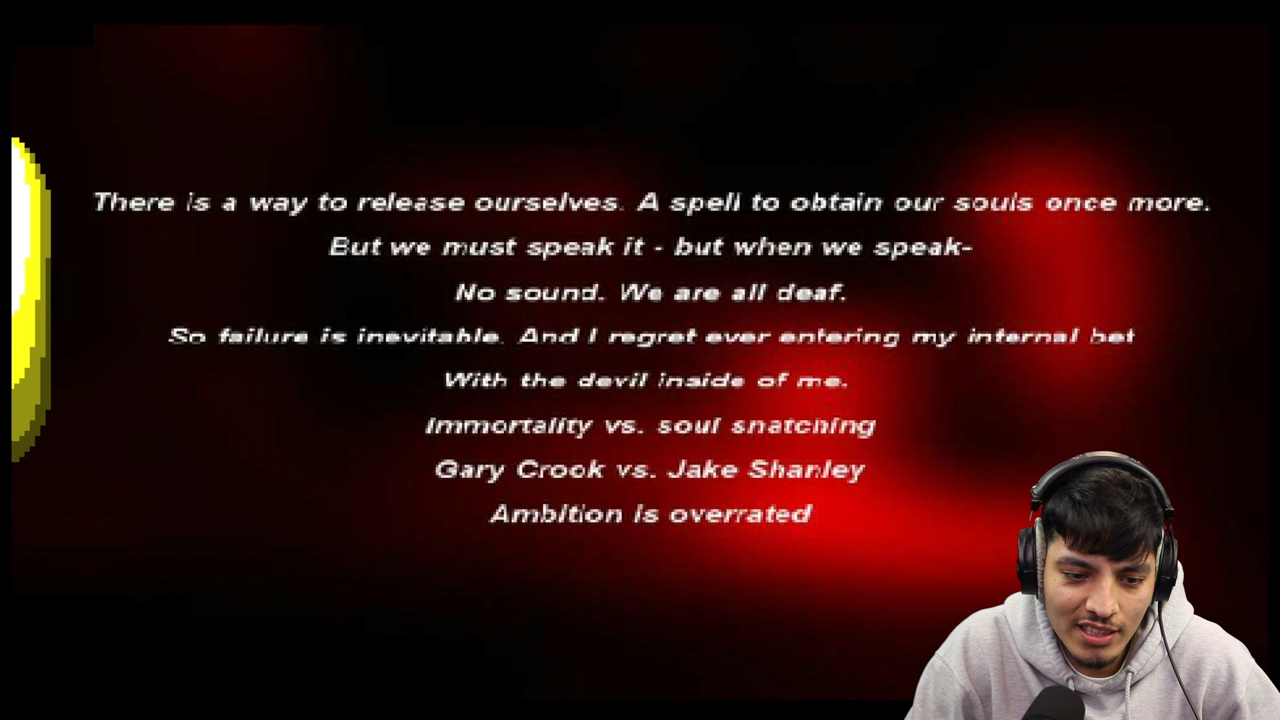 There is a way to release ourselves. A spell to obtain our souls once more.
But we must speak it - but when we speak-
No sound. We are all deaf.
So failure is inevitable. And I regret ever entering my internal bet
With the devil inside of me.
Immortality vs. soul snatching
Gary Crook vs. Jake Shanley
Ambition is overrated